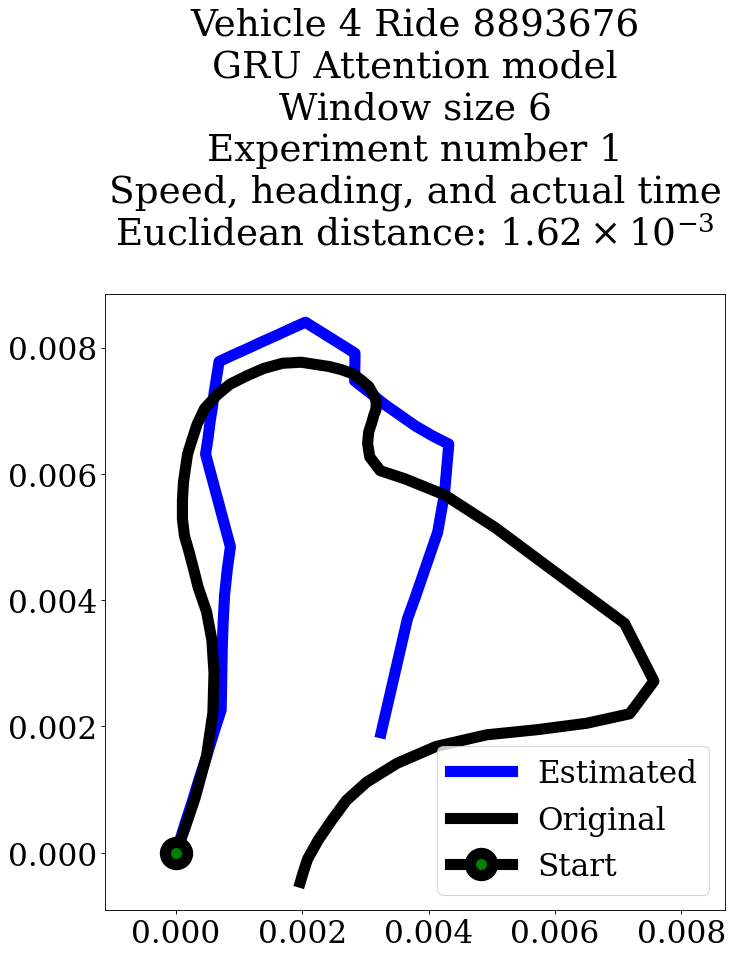 Vehicle 4 Ride 8893676
GRU Attention model
Window size 6
Experiment number 1
Speed, heading, and actual time
Euclidean distance: 1.62 × 10⁻³
0.008
0.006
0.004
0.002
0.000
Estimated
Original
Start
0.000 0.002 0.004 0.006 0.008